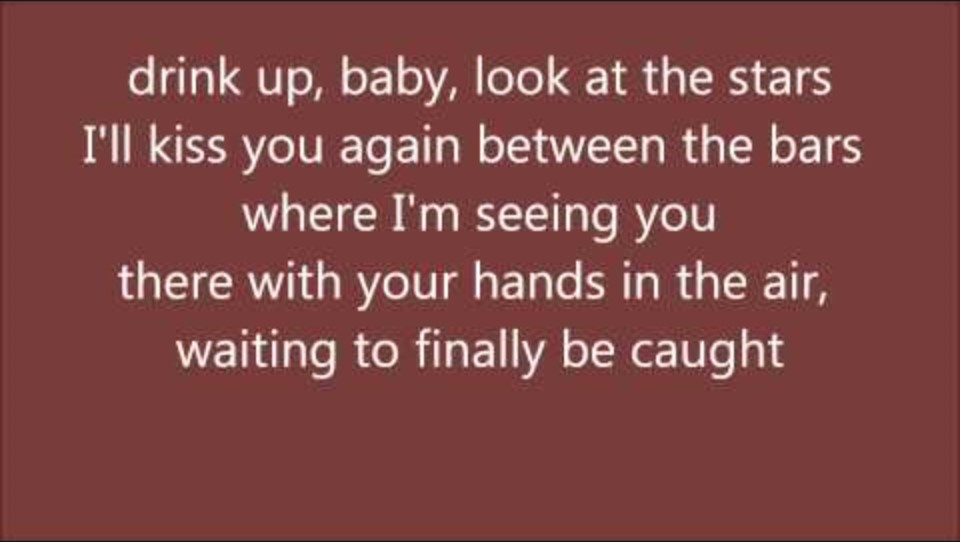 drink up, baby, look at the stars
I'll kiss you again between the bars
where I'm seeing you
there with your hands in the air,
waiting to finally be caught